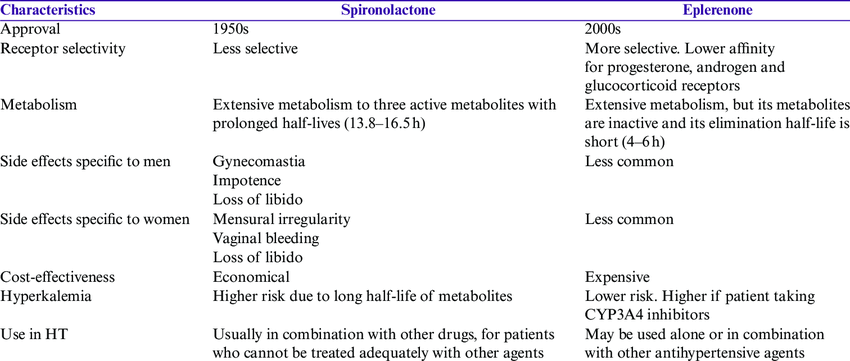 Characteristics Spironolactone Eplerenone
Approval 1950s 2000s
Receptor selectivity Less selective More selective. Lower affinity
for progesterone, androgen and
glucocorticoid receptors
Metabolism Extensive metabolism to three active metabolites with Extensive metabolism, but its metabolites
prolonged half-lives (13.8–16.5 h) are inactive and its elimination half-life is
short (4–6 h)
Side effects specific to men Gynecomastia Less common
Impotence
Loss of libido
Side effects specific to women Mensural irregularity Less common
Vaginal bleeding
Loss of libido
Cost-effectiveness Economical Expensive
Hyperkalemia Higher risk due to long half-life of metabolites Lower risk. Higher if patient taking
CYP3A4 inhibitors
Use in HT Usually in combination with other drugs, for patients May be used alone or in combination
who cannot be treated adequately with other agents with other antihypertensive agents